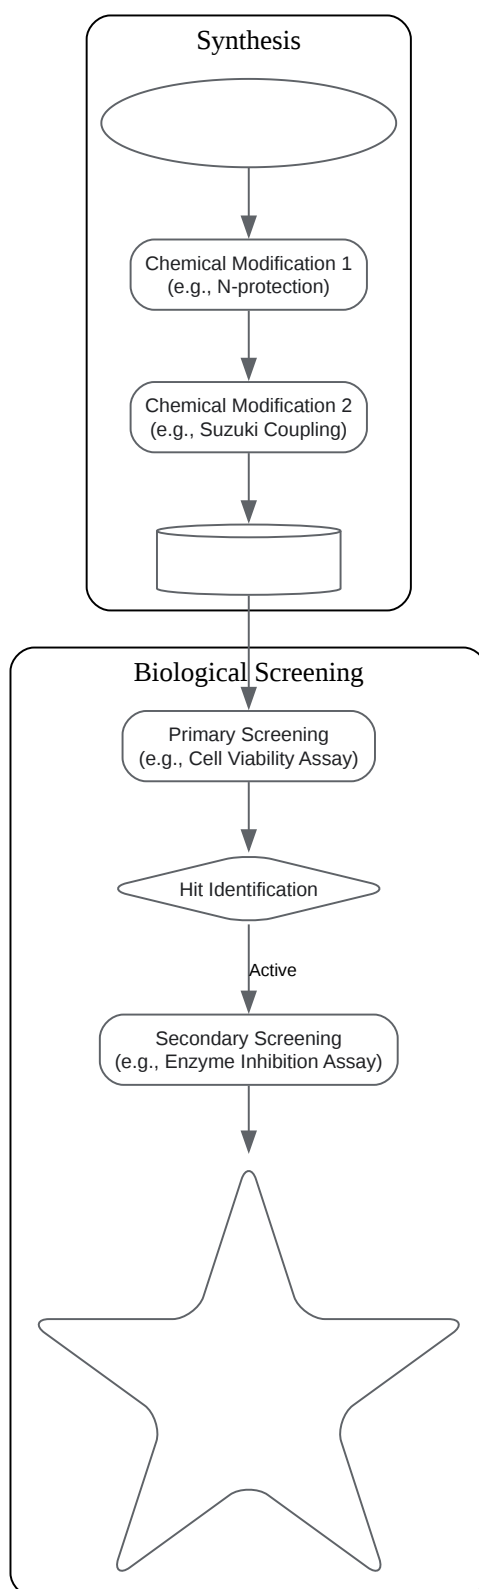 Synthesis
Chemical Modification 1
(e.g., N-protection)
Chemical Modification 2
(e.g., Suzuki Coupling)
Biological Screening
Primary Screening
(e.g., Cell Viability Assay)
Hit Identification
Active
Secondary Screening
(e.g., Enzyme Inhibition Assay)